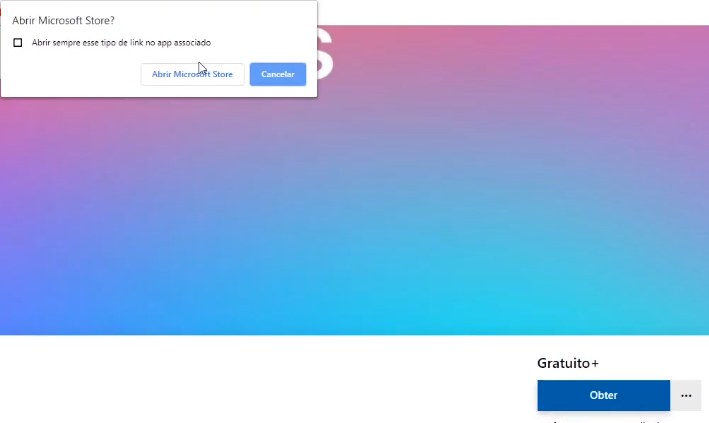 Abrir Microsoft Store?
Abrir sempre esse tipo de link no app associado
Abrir Microsoft Store
Cancelar
Gratuito+
Obter
...